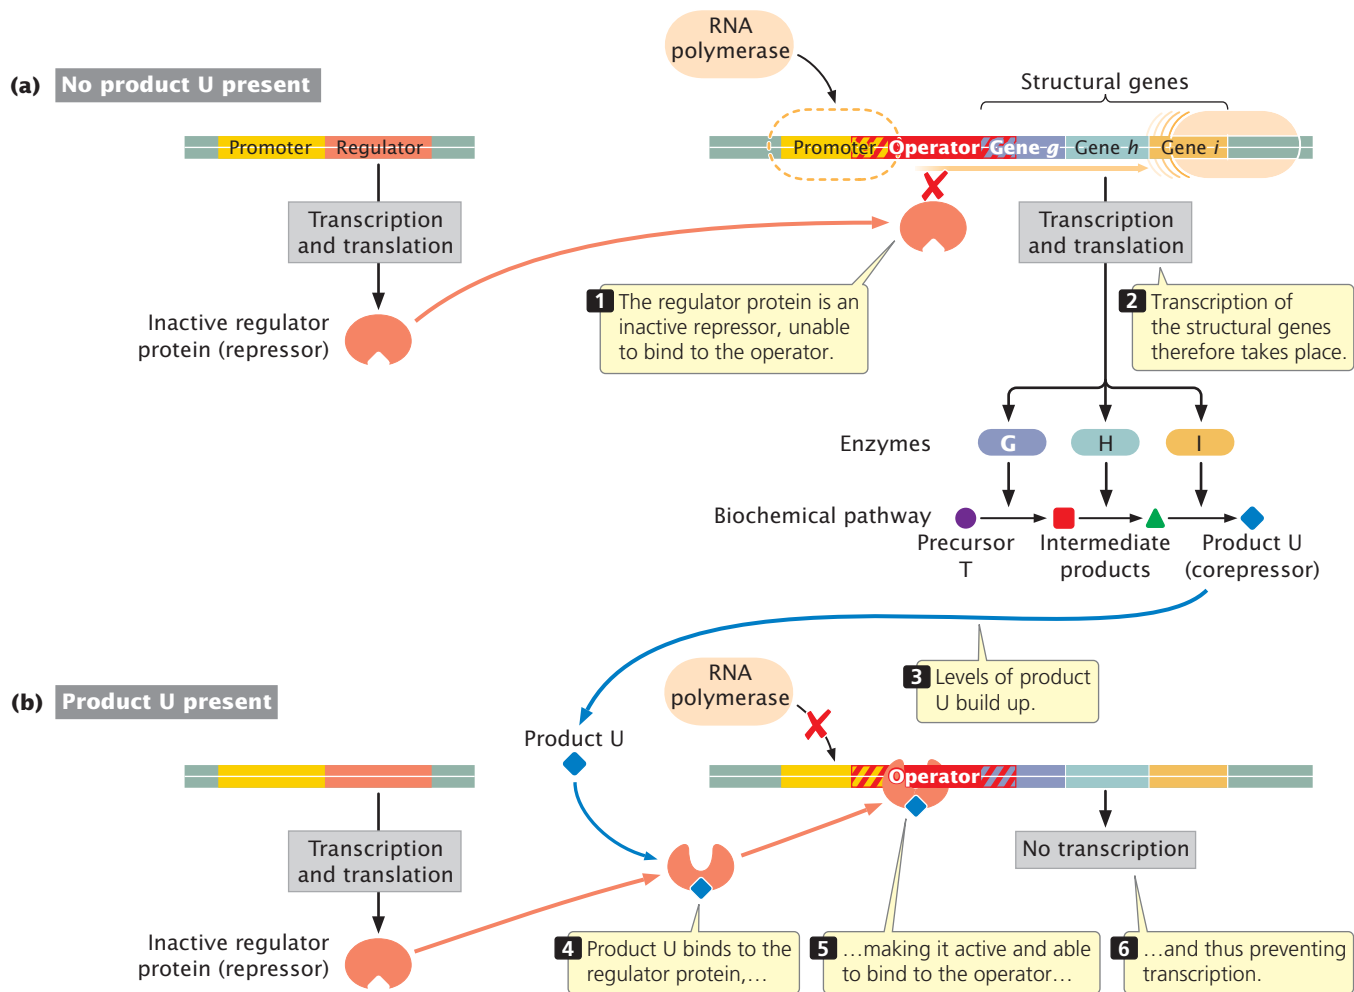 (a) No product U present
RNA
polymerase
Structural genes
Promoter Regulator
Promoter Operator Gene g Gene h Gene i
Transcription
and translation
Inactive regulator
protein (repressor)
1 The regulator protein is an
inactive repressor, unable
to bind to the operator.
Transcription
and translation
2 Transcription of
the structural genes
therefore takes place.
Enzymes G H I
Biochemical pathway
Precursor
T
Intermediate
products
Product U
(corepressor)
3 Levels of product
U build up.
(b) Product U present
RNA
polymerase
Product U
Operator
Transcription
and translation
No transcription
Inactive regulator
protein (repressor)
4 Product U binds to the
regulator protein,…
5 …making it active and able
to bind to the operator…
6 …and thus preventing
transcription.